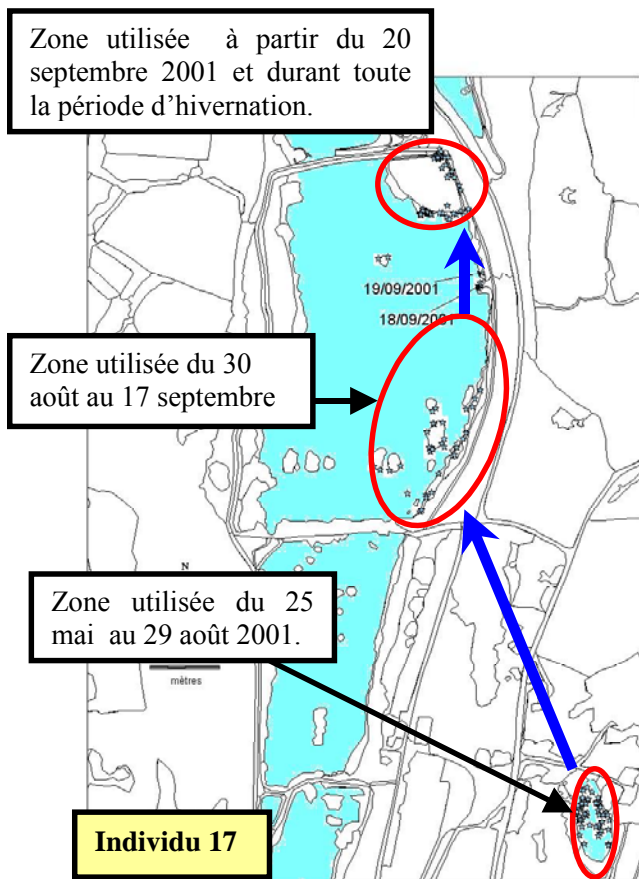 Zone utilisée à partir du 20
septembre 2001 et durant toute
la période d’hivernation.
19/09/2001
18/09/2001
Zone utilisée du 30
août au 17 septembre
N
Zone utilisée du 25
mai au 29 août 2001.
mètres
Individu 17